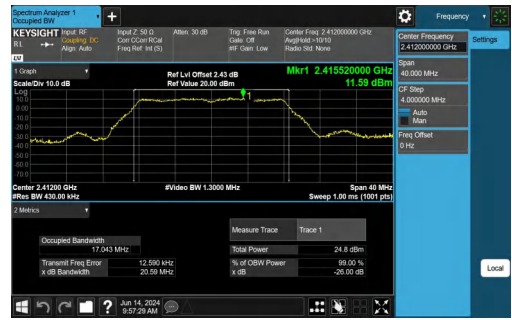 Spectrum Analyzer 1
Occupied BW
Frequency
KEYSIGHT Input: RF
R L
Coupling: DC
Align: Auto
Input Z: 50 Ω
Corr CCorr RCal
Freq Ref: Int (S)
Atten: 30 dB
Trig: Free Run
Gate: Off
#IF Gain: Low
Center Freq: 2.412000000 GHz
Avg|Hold:>10/10
Radio Std: None
Center Frequency
2.412000000 GHz
Settings
Span
40.000 MHz
CF Step
4.000000 MHz
Auto
Man
Freq Offset
0 Hz
Local
LV
1 Graph
Scale/Div 10.0 dB
Ref Lvl Offset 2.43 dB
Ref Value 20.00 dBm
Mkr1 2.415520000 GHz
11.59 dBm
Log
10.0
0.00
-10.0
-20.0
-30.0
-40.0
-50.0
-60.0
-70.0
1
Center 2.41200 GHz
#Res BW 430.00 kHz
#Video BW 1.3000 MHz
Span 40 MHz
Sweep 1.00 ms (1001 pts)
2 Metrics
Measure Trace Trace 1
Occupied Bandwidth
17.043 MHz
Total Power 24.8 dBm
Transmit Freq Error 12.590 kHz
% of OBW Power 99.00 %
x dB Bandwidth 20.59 MHz
x dB -26.00 dB
Jun 14, 2024
9:57:29 AM